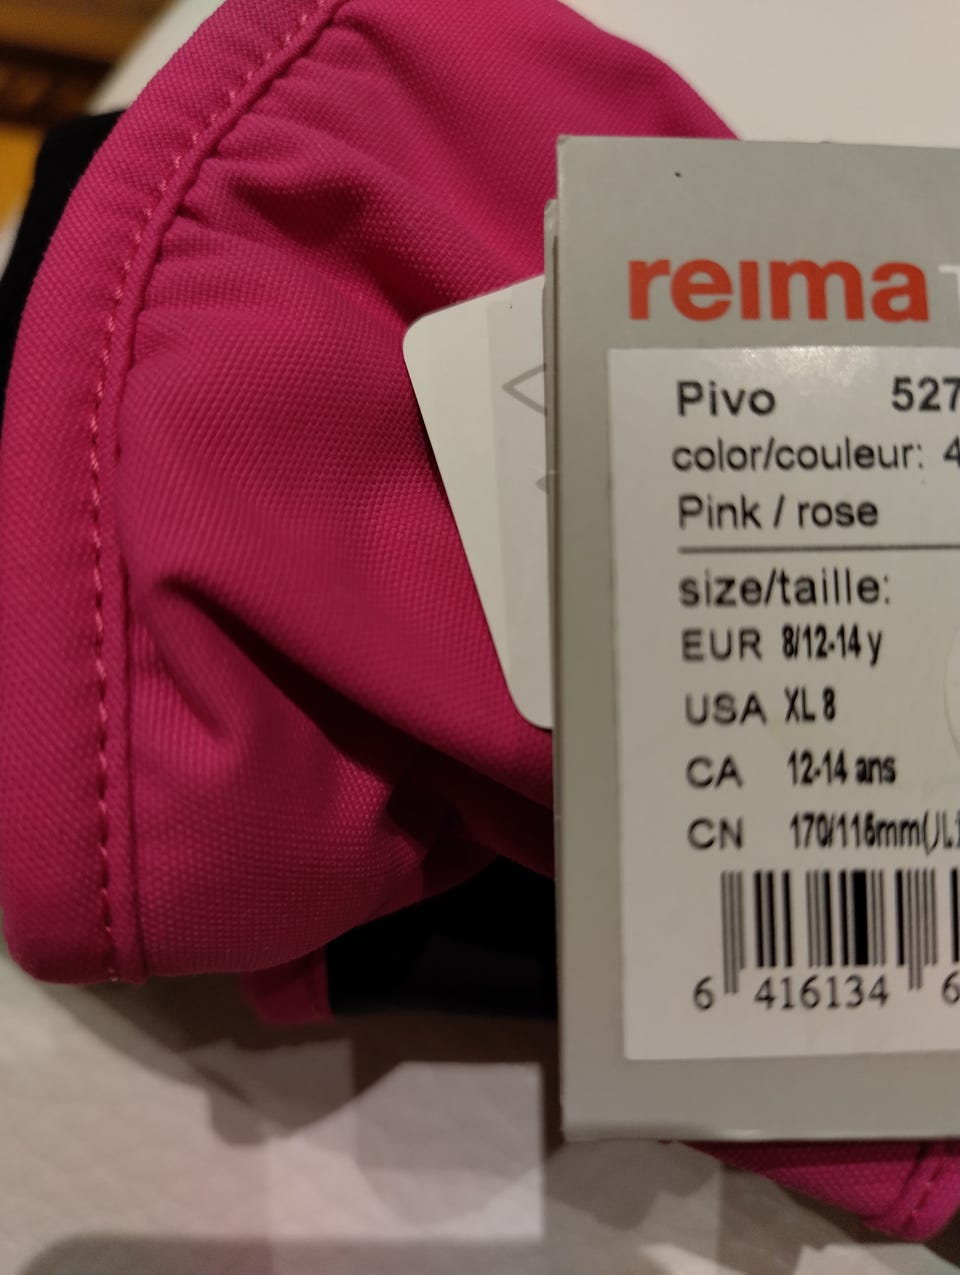 reima
Pivo 527
color/couleur: 4
Pink / rose
size/taille:
EUR 8/12-14 y
USA XL 8
CA 12-14 ans
CN 170/116mm(儿
6 416134 6